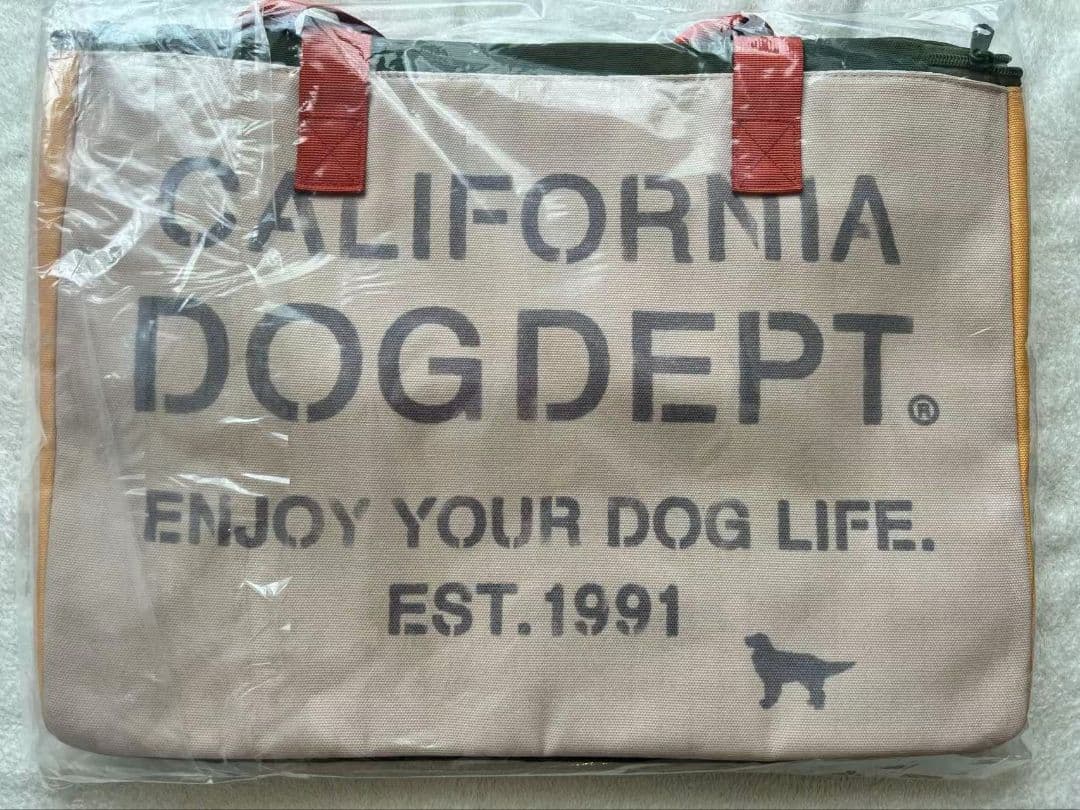 CALIFORNIA
DOGDEPT.®
ENJOY YOUR DOG LIFE.
EST.1991